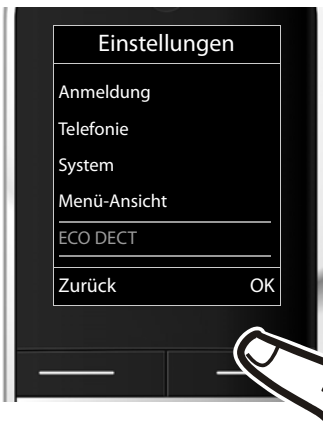 Einstellungen
Anmeldung
Telefonie
System
Menü-Ansicht
ECO DECT
Zurück OK